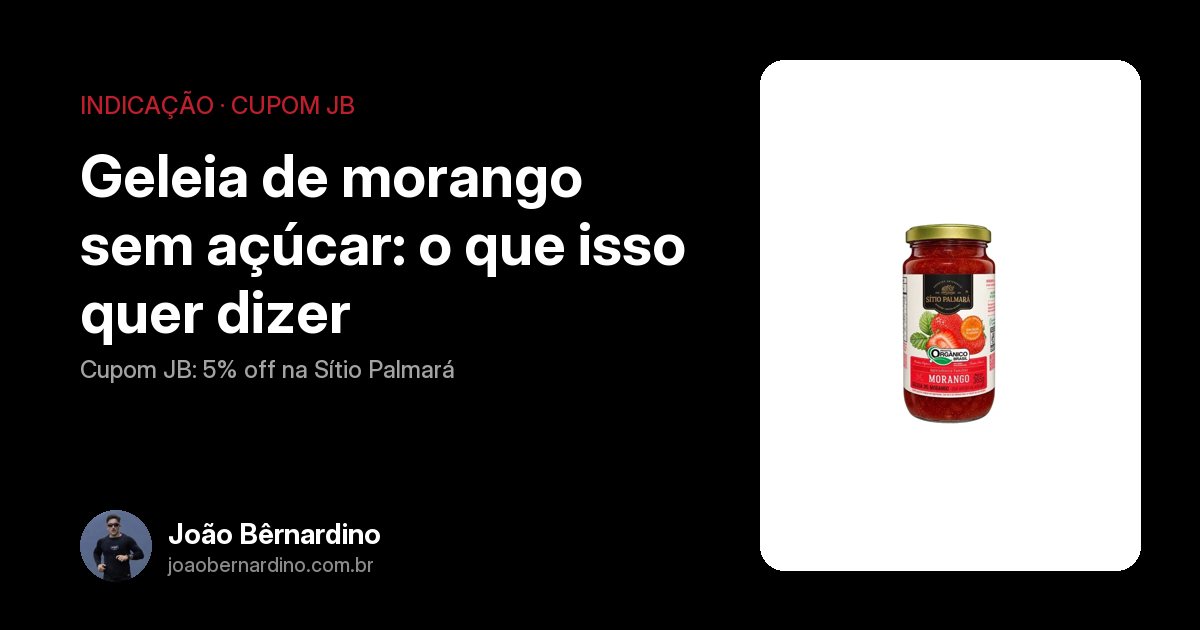 INDICAÇÃO · CUPOM JB
Geleia de morango
sem açúcar: o que isso
quer dizer
Cupom JB: 5% off na Sítio Palmará
João Bêrnardino
joaobernardino.com.br
SÍTIO PALMARÁ
ORGÂNICO
BRASIL
MORANGO